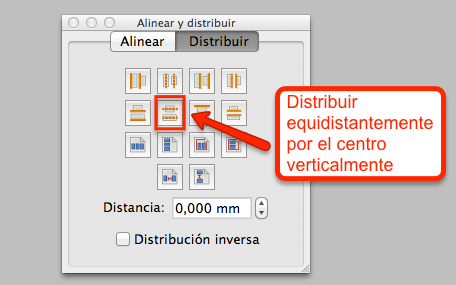 Alinear y distribuir
Alinear
Distribuir
Distribuir
equidistantemente
por el centro
verticalmente
Distancia: 0,000 mm
Distribución inversa